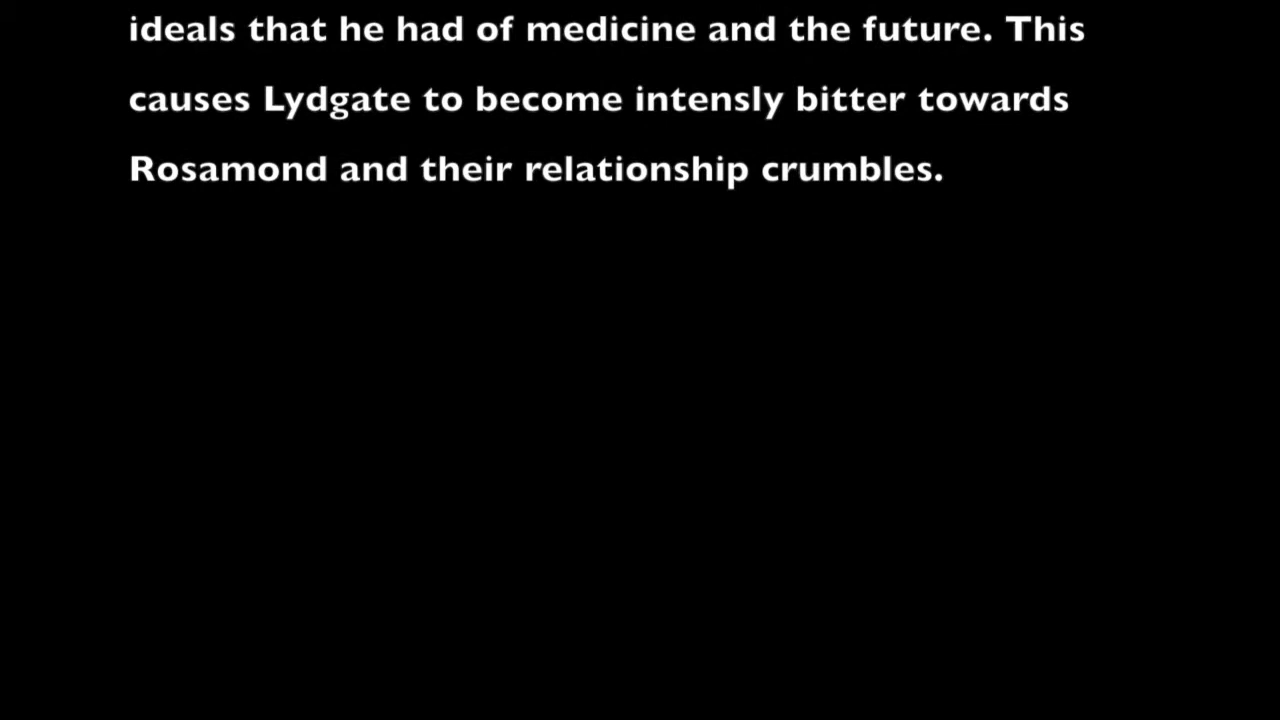 ideals that he had of medicine and the future. This
causes Lydgate to become intensly bitter towards
Rosamond and their relationship crumbles.